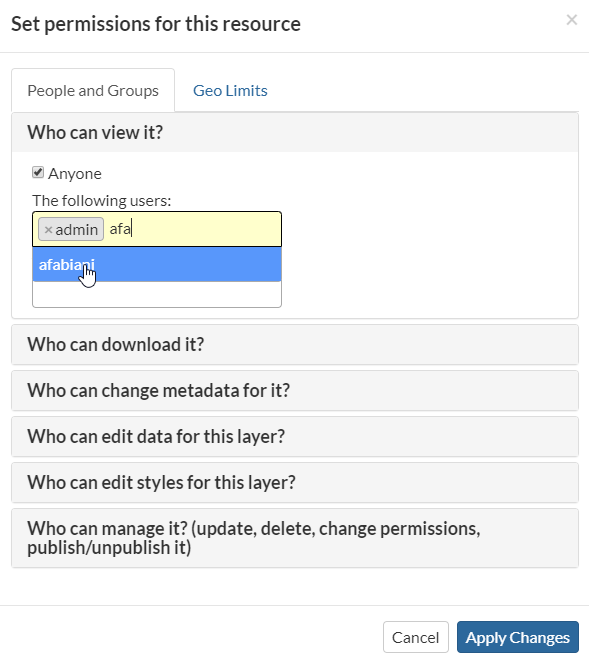 Set permissions for this resource
×
People and Groups
Geo Limits
Who can view it?
Anyone
The following users:
× admin afa
afabiani
Who can download it?
Who can change metadata for it?
Who can edit data for this layer?
Who can edit styles for this layer?
Who can manage it? (update, delete, change permissions,
publish/unpublish it)
Cancel
Apply Changes